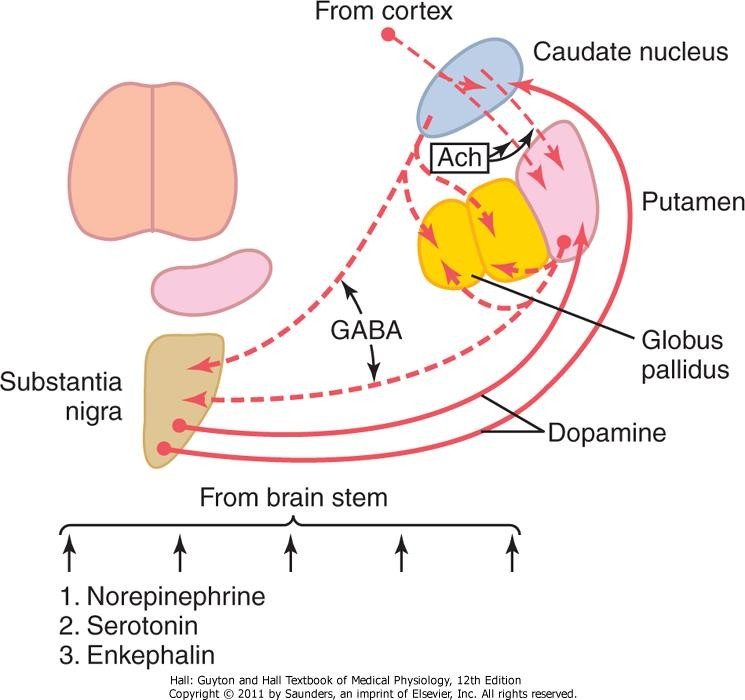 From cortex
Caudate nucleus
Ach
Putamen
GABA
Globus
pallidus
Substantia
nigra
Dopamine
From brain stem
1. Norepinephrine
2. Serotonin
3. Enkephalin
Hall: Guyton and Hall Textbook of Medical Physiology, 12th Edition
Copyright © 2011 by Saunders, an imprint of Elsevier, Inc. All rights reserved.